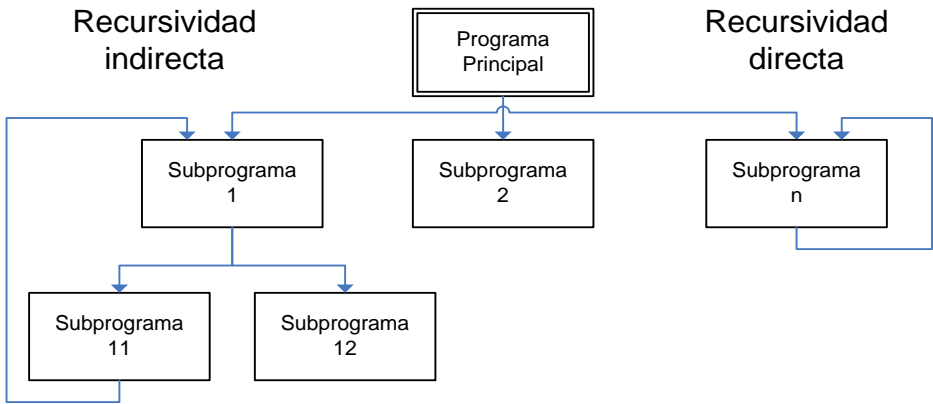 Recursividad
indirecta
Programa
Principal
Recursividad
directa
Subprograma
1
Subprograma
2
Subprograma
n
Subprograma
11
Subprograma
12